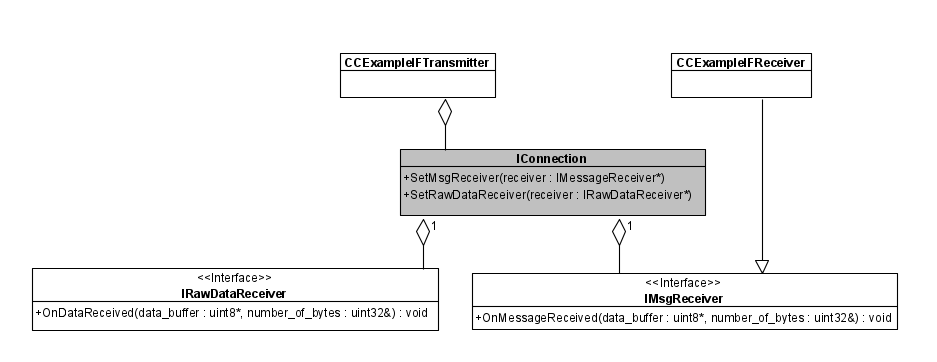 CCExampleIFTransmitter
CCExampleIFReceiver
IConnection
+SetMsgReceiver(receiver : IMessageReceiver*)
+SetRawDataReceiver(receiver : IRawDataReceiver*)
1
1
<<Interface>>
IRawDataReceiver
+OnDataReceived(data_buffer : uint8*, number_of_bytes : uint32&) : void
<<Interface>>
IMsgReceiver
+OnMessageReceived(data_buffer : uint8*, number_of_bytes : uint32&) : void